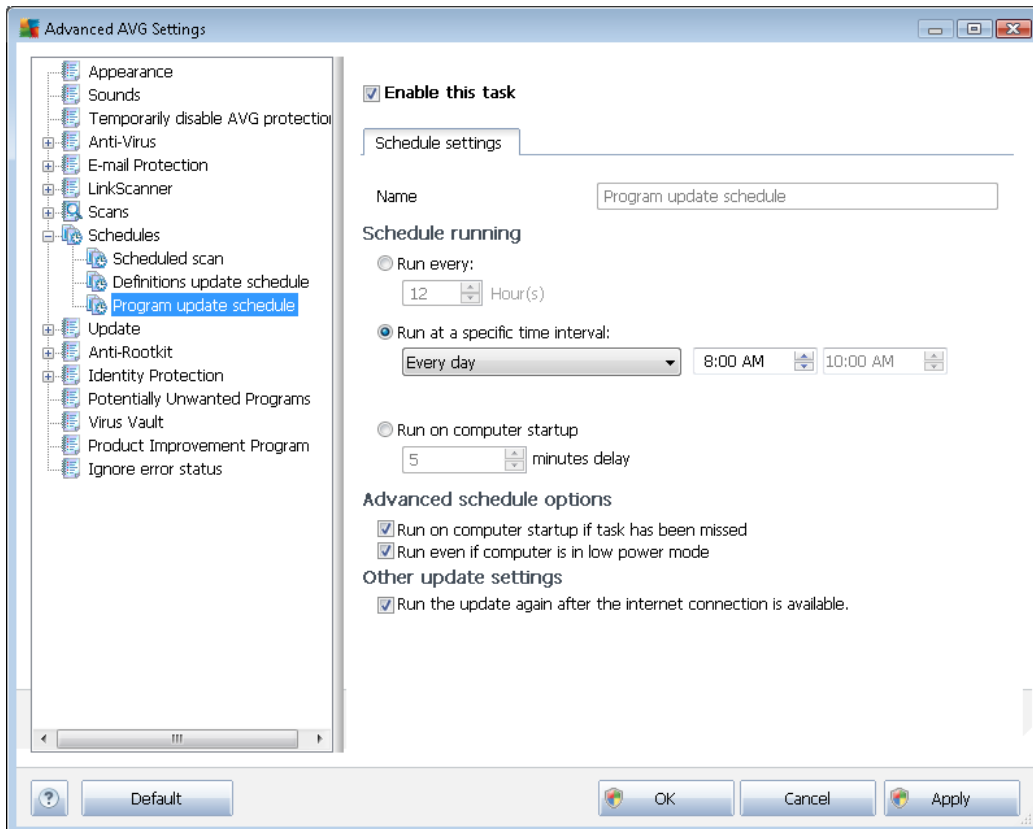 Advanced AVG Settings
Appearance
Sounds
Temporarily disable AVG protection
Anti-Virus
E-mail Protection
LinkScanner
Scans
Schedules
Scheduled scan
Definitions update schedule
Program update schedule
Update
Anti-Rootkit
Identity Protection
Potentially Unwanted Programs
Virus Vault
Product Improvement Program
Ignore error status
Enable this task
Schedule settings
Name Program update schedule
Schedule running
Run every:
12 Hour(s)
Run at a specific time interval:
Every day 8:00 AM 10:00 AM
Run on computer startup
5 minutes delay
Advanced schedule options
Run on computer startup if task has been missed
Run even if computer is in low power mode
Other update settings
Run the update again after the internet connection is available.
? Default OK Cancel Apply